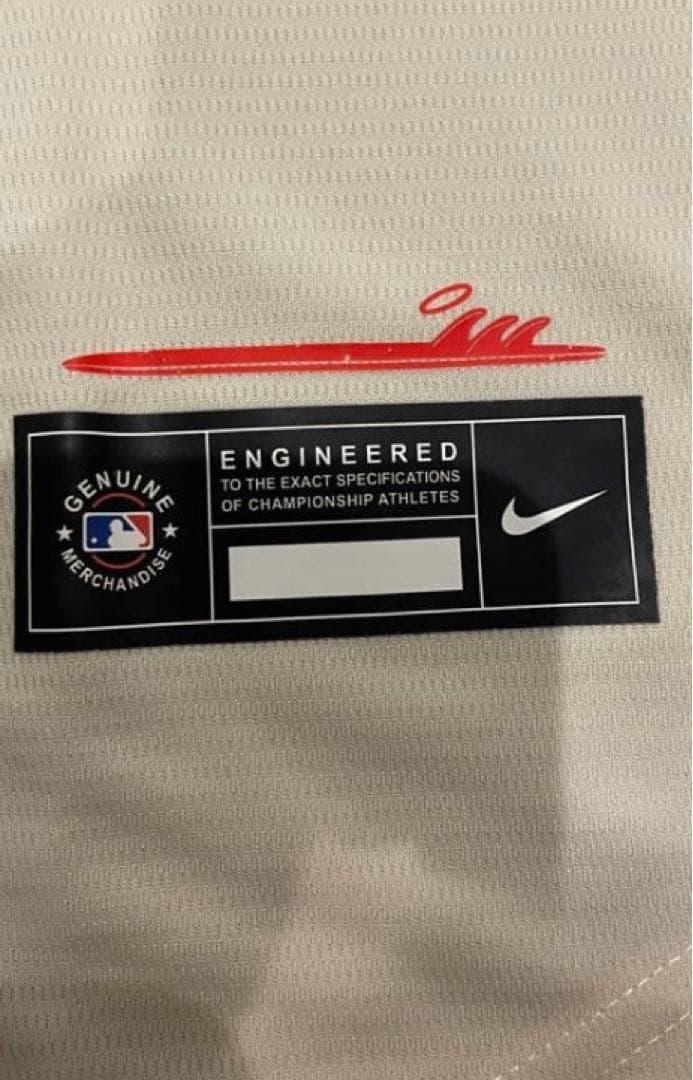 GENUINE
MERCHANDISE
ENGINEERED
TO THE EXACT SPECIFICATIONS
OF CHAMPIONSHIP ATHLETES